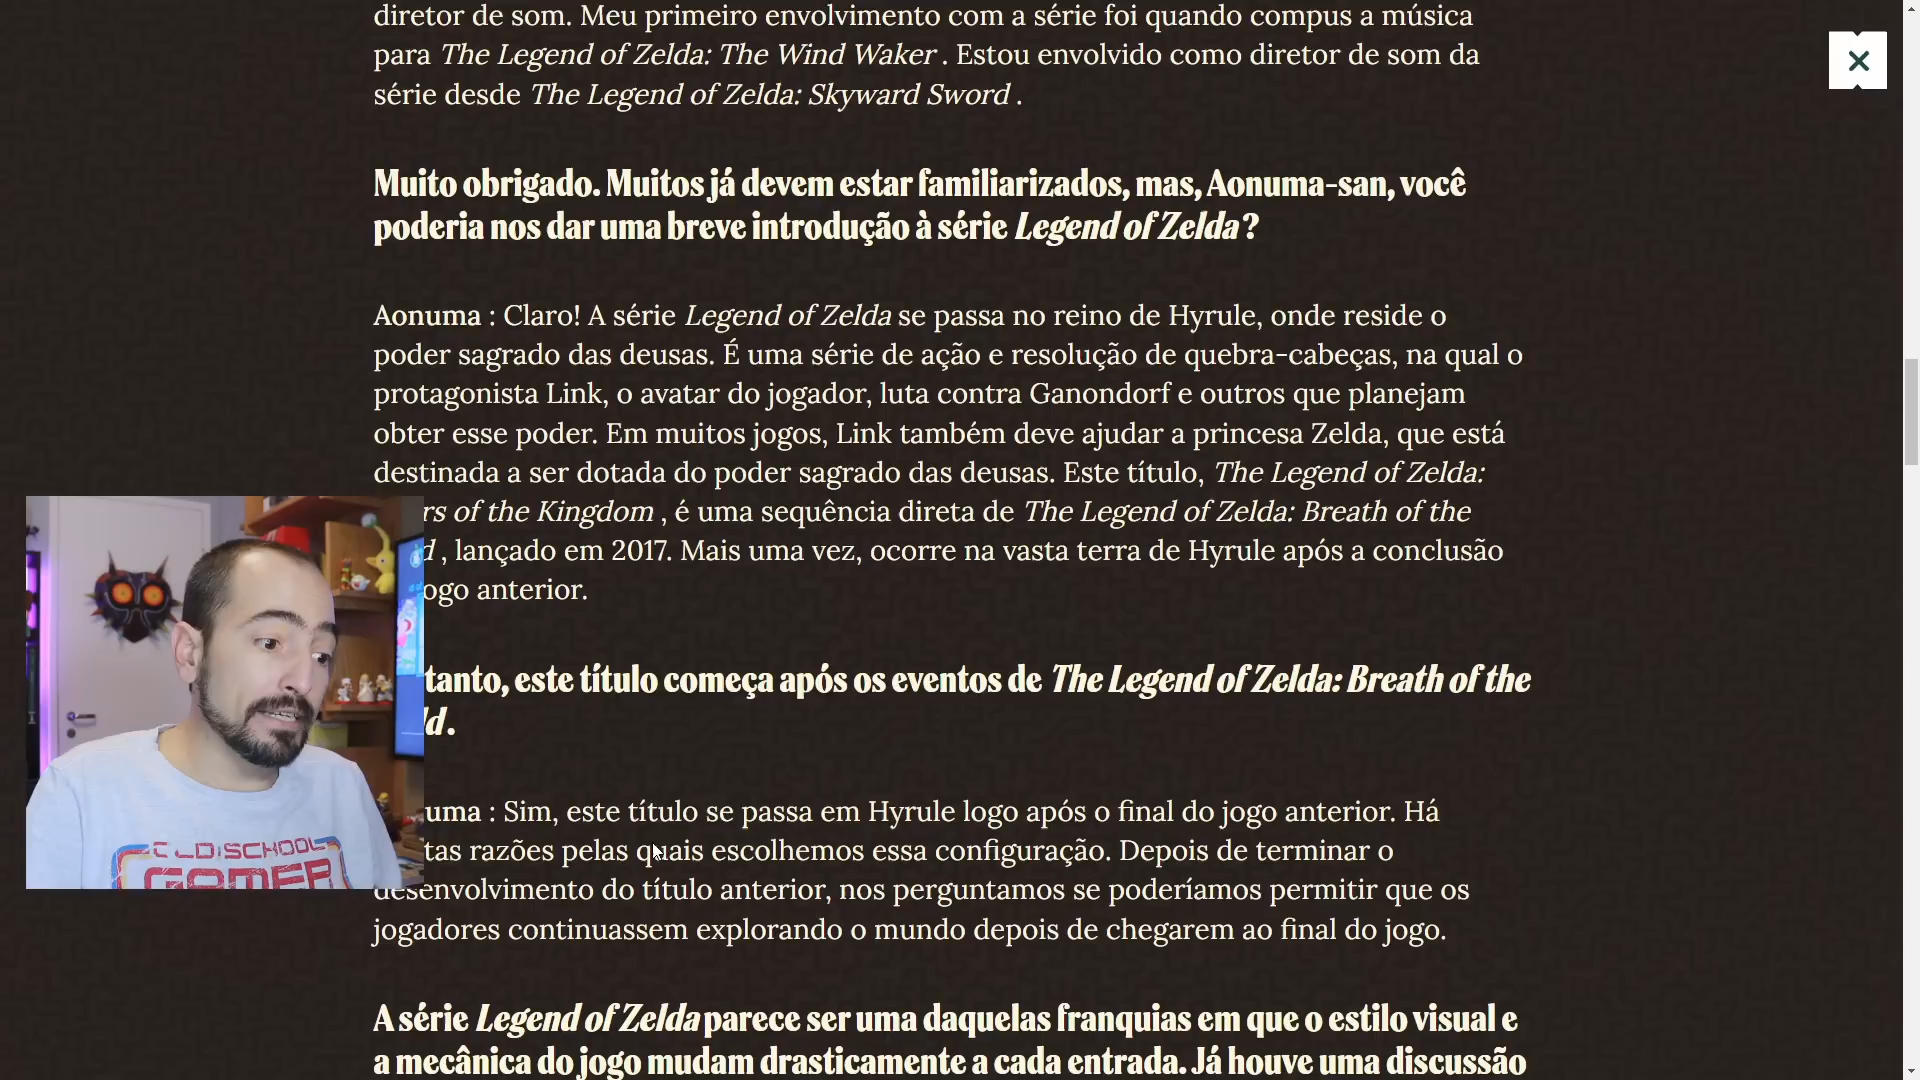 diretor de som. Meu primeiro envolvimento com a série foi quando compus a música
para The Legend of Zelda: The Wind Waker . Estou envolvido como diretor de som da
série desde The Legend of Zelda: Skyward Sword .
Muito obrigado. Muitos já devem estar familiarizados, mas, Aonuma-san, você
poderia nos dar uma breve introdução à série Legend of Zelda ?
Aonuma : Claro! A série Legend of Zelda se passa no reino de Hyrule, onde reside o
poder sagrado das deusas. É uma série de ação e resolução de quebra-cabeças, na qual o
protagonista Link, o avatar do jogador, luta contra Ganondorf e outros que planejam
obter esse poder. Em muitos jogos, Link também deve ajudar a princesa Zelda, que está
destinada a ser dotada do poder sagrado das deusas. Este título, The Legend of Zelda:
rs of the Kingdom , é uma sequência direta de The Legend of Zelda: Breath of the
d , lançado em 2017. Mais uma vez, ocorre na vasta terra de Hyrule após a conclusão
ogo anterior.
tanto, este título começa após os eventos de The Legend of Zelda: Breath of the
ld .
uma : Sim, este título se passa em Hyrule logo após o final do jogo anterior. Há
tas razões pelas quais escolhemos essa configuração. Depois de terminar o
desenvolvimento do título anterior, nos perguntamos se poderíamos permitir que os
jogadores continuassem explorando o mundo depois de chegarem ao final do jogo.
A série Legend of Zelda parece ser uma daquelas franquias em que o estilo visual e
a mecânica do jogo mudam drasticamente a cada entrada. Já houve uma discussão
OLD SCHOOL
GAMER